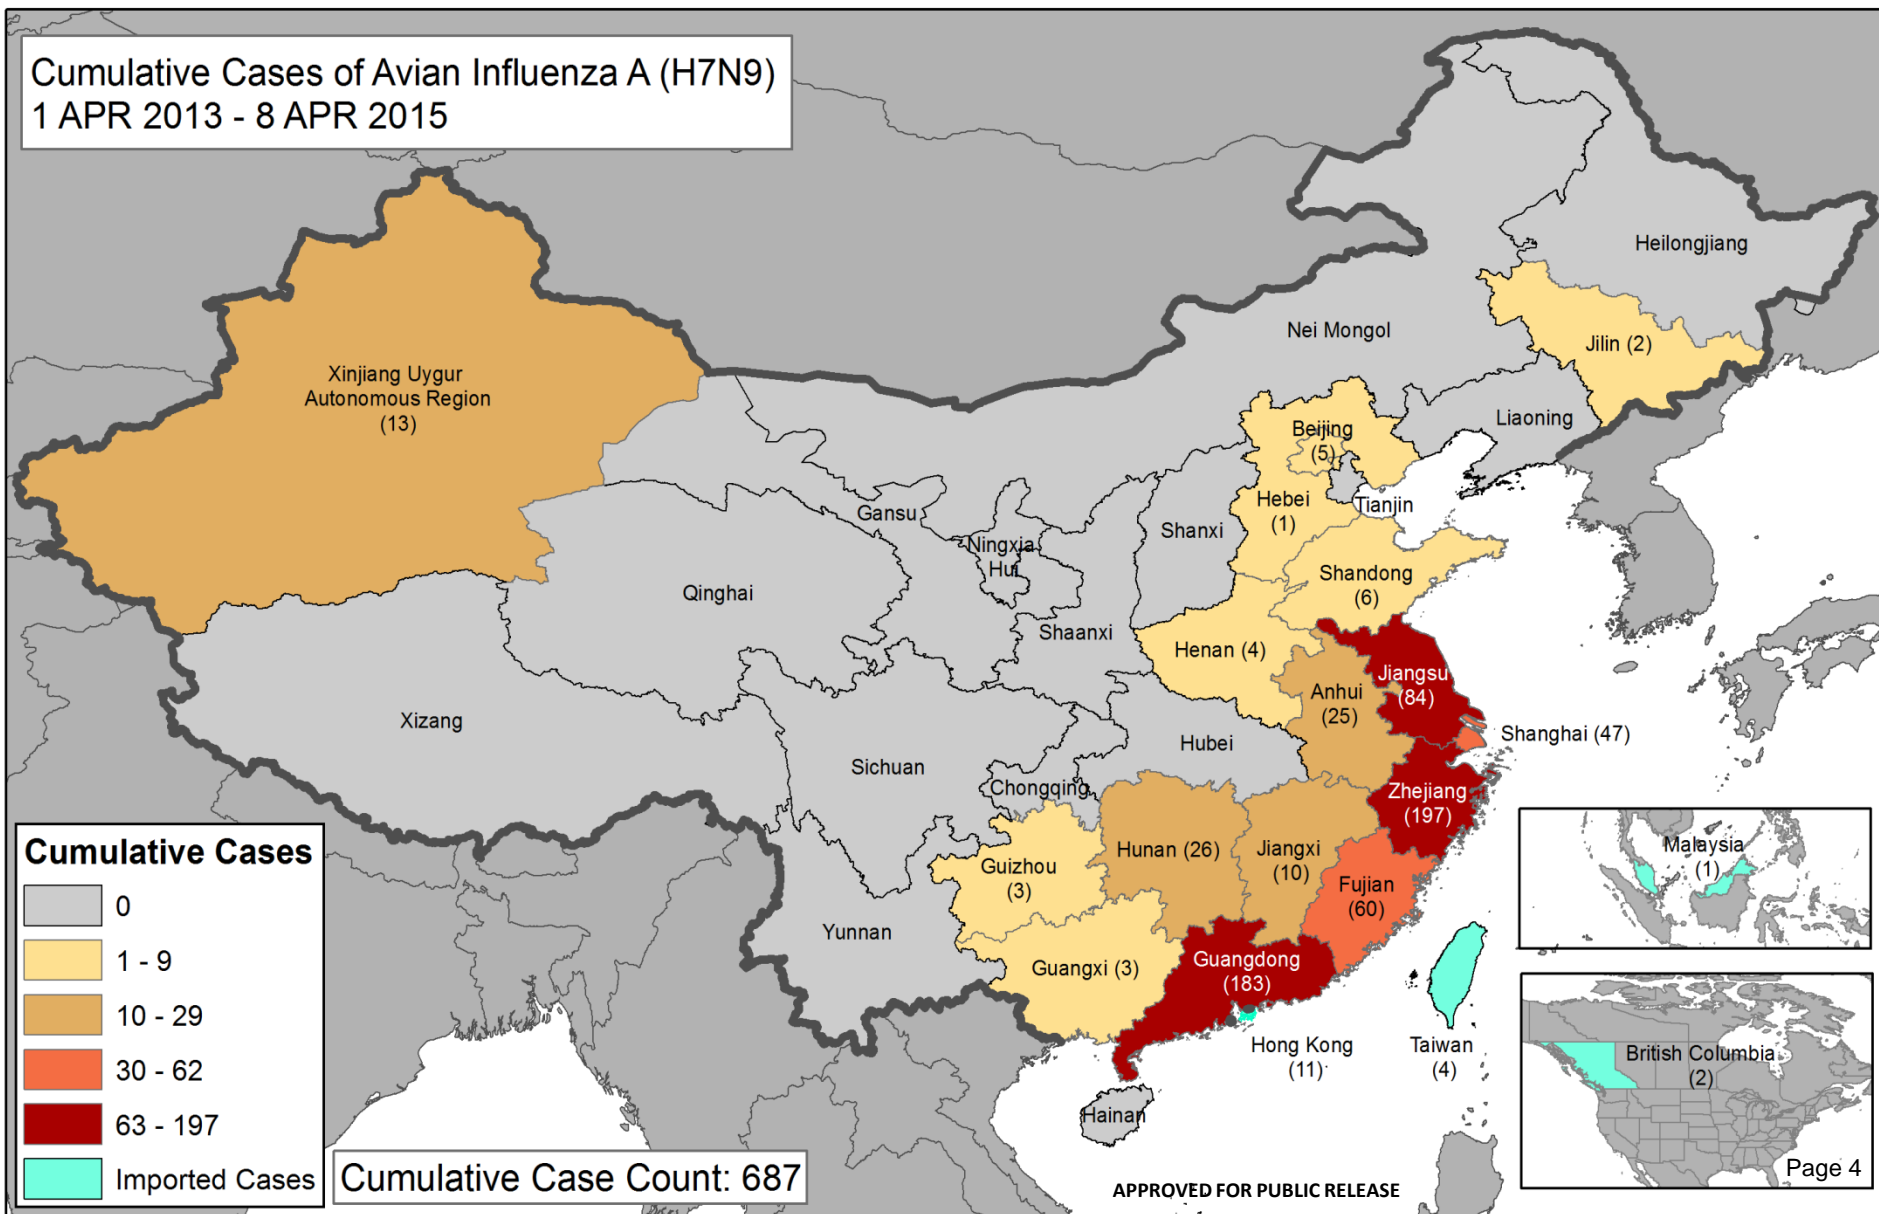 Cumulative Cases of Avian Influenza A (H7N9)
1 APR 2013 - 8 APR 2015
Heilongjiang
Nei Mongol
Jilin (2)
Xinjiang Uygur
Autonomous Region
(13)
Liaoning
Beijing
(5)
Hebei
(1)
Tianjin
Gansu
Shanxi
Ningxia
Hui
Shandong
(6)
Qinghai
Shaanxi
Henan (4)
Jiangsu
(84)
Anhui
(25)
Xizang
Shanghai (47)
Hubei
Sichuan
Chongqing
Zhejiang
(197)
Hunan (26)
Jiangxi
(10)
Guizhou
(3)
Fujian
(60)
Yunnan
Guangxi (3)
Guangdong
(183)
Hong Kong
(11)
Taiwan
(4)
Hainan
Malaysia
(1)
British Columbia
(2)
Page 4
Cumulative Cases
0
1 - 9
10 - 29
30 - 62
63 - 197
Imported Cases
Cumulative Case Count: 687
APPROVED FOR PUBLIC RELEASE